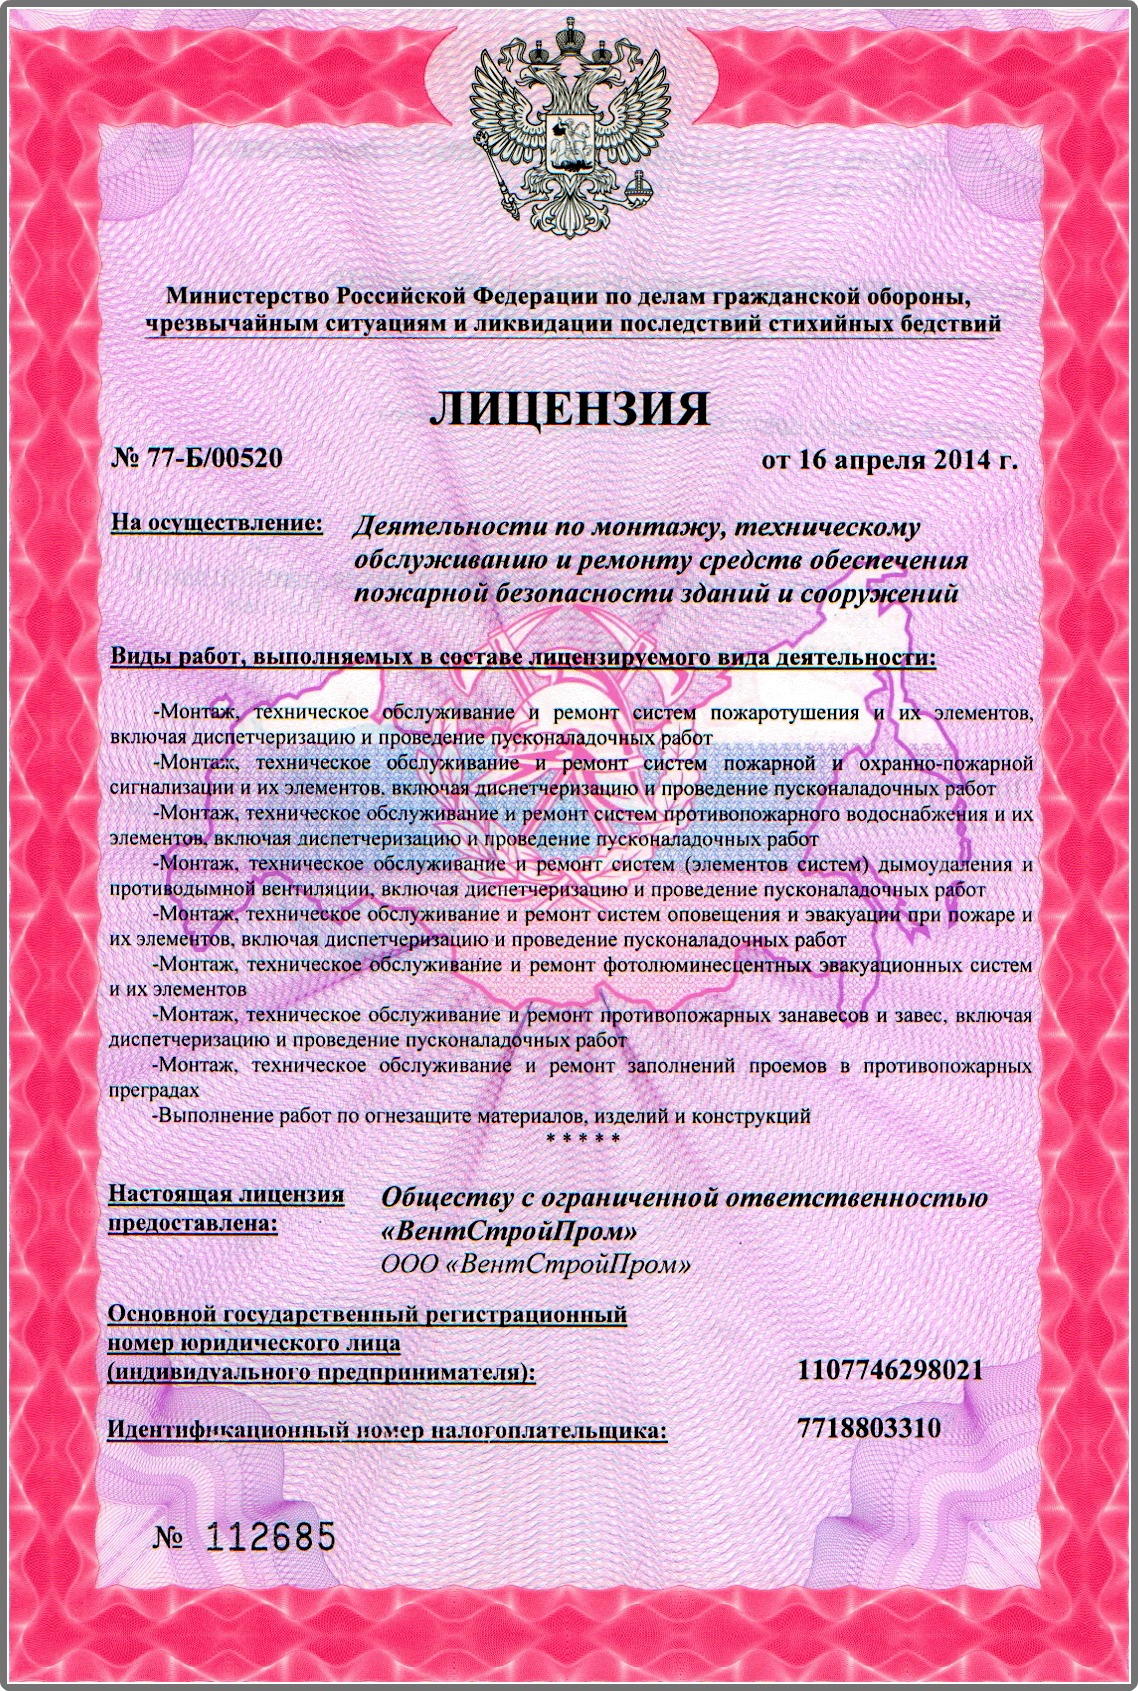 Министерство Российской Федерации по делам гражданской обороны,
чрезвычайным ситуациям и ликвидации последствий стихийных бедствий
ЛИЦЕНЗИЯ
№ 77-Б/00520 от 16 апреля 2014 г.
На осуществление: Деятельности по монтажу, техническому
обслуживанию и ремонту средств обеспечения
пожарной безопасности зданий и сооружений
Виды работ, выполняемых в составе лицензируемого вида деятельности:
-Монтаж, техническое обслуживание и ремонт систем пожаротушения и их элементов,
включая диспетчеризацию и проведение пусконаладочных работ
-Монтаж, техническое обслуживание и ремонт систем пожарной и охранно-пожарной
сигнализации и их элементов, включая диспетчеризацию и проведение пусконаладочных работ
-Монтаж, техническое обслуживание и ремонт систем противопожарного водоснабжения и их
элементов, включая диспетчеризацию и проведение пусконаладочных работ
-Монтаж, техническое обслуживание и ремонт систем (элементов систем) дымоудаления и
противодымной вентиляции, включая диспетчеризацию и проведение пусконаладочных работ
-Монтаж, техническое обслуживание и ремонт систем оповещения и эвакуации при пожаре и
их элементов, включая диспетчеризацию и проведение пусконаладочных работ
-Монтаж, техническое обслуживание и ремонт фотолюминесцентных эвакуационных систем
и их элементов
-Монтаж, техническое обслуживание и ремонт противопожарных занавесов и завес, включая
диспетчеризацию и проведение пусконаладочных работ
-Монтаж, техническое обслуживание и ремонт заполнений проемов в противопожарных
преградах
-Выполнение работ по огнезащите материалов, изделий и конструкций
* * * * *
Настоящая лицензия Обществу с ограниченной ответственностью
предоставлена: «ВентСтройПром»
ООО «ВентСтройПром»
Основной государственный регистрационный
номер юридического лица
(индивидуального предпринимателя): 1107746298021
Идентификационный номер налогоплательщика: 7718803310
№ 112685